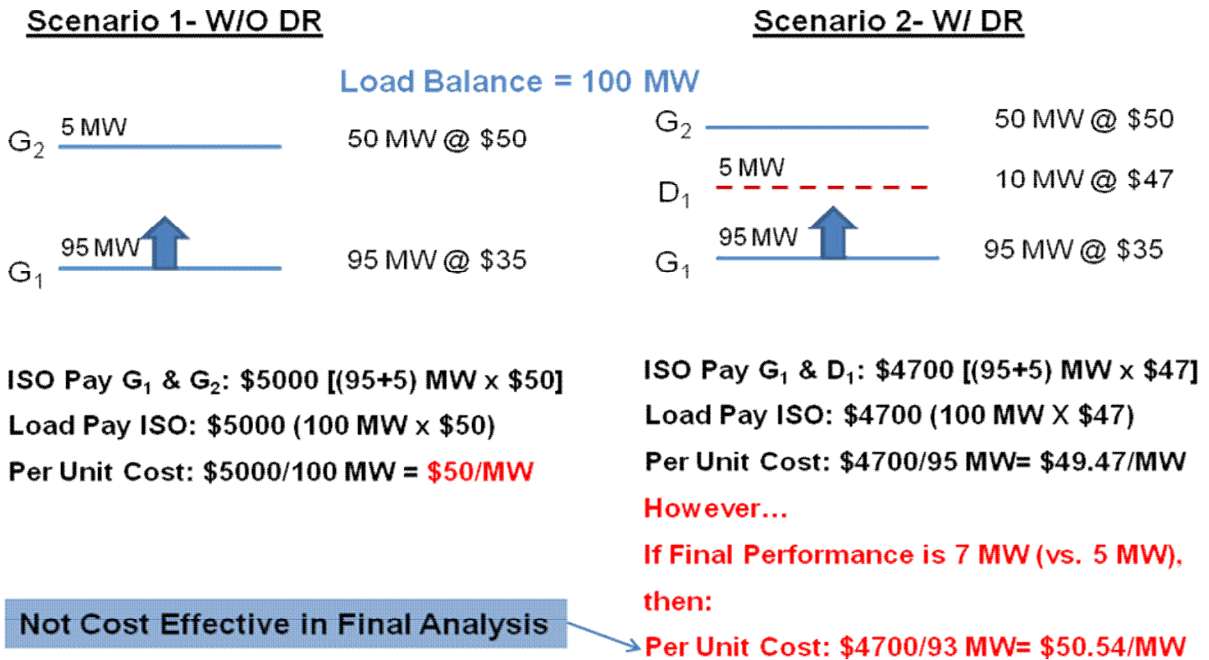 Scenario 1- W/O DR
Load Balance = 100 MW
G2 5 MW 50 MW @ $50
G1 95 MW 95 MW @ $35
ISO Pay G1 & G2: $5000 [(95+5) MW x $50]
Load Pay ISO: $5000 (100 MW x $50)
Per Unit Cost: $5000/100 MW = $50/MW
Not Cost Effective in Final Analysis
Scenario 2- W/ DR
G2 50 MW @ $50
D1 5 MW 10 MW @ $47
G1 95 MW 95 MW @ $35
ISO Pay G1 & D1: $4700 [(95+5) MW x $47]
Load Pay ISO: $4700 (100 MW X $47)
Per Unit Cost: $4700/95 MW= $49.47/MW
However...
If Final Performance is 7 MW (vs. 5 MW),
then:
Per Unit Cost: $4700/93 MW= $50.54/MW